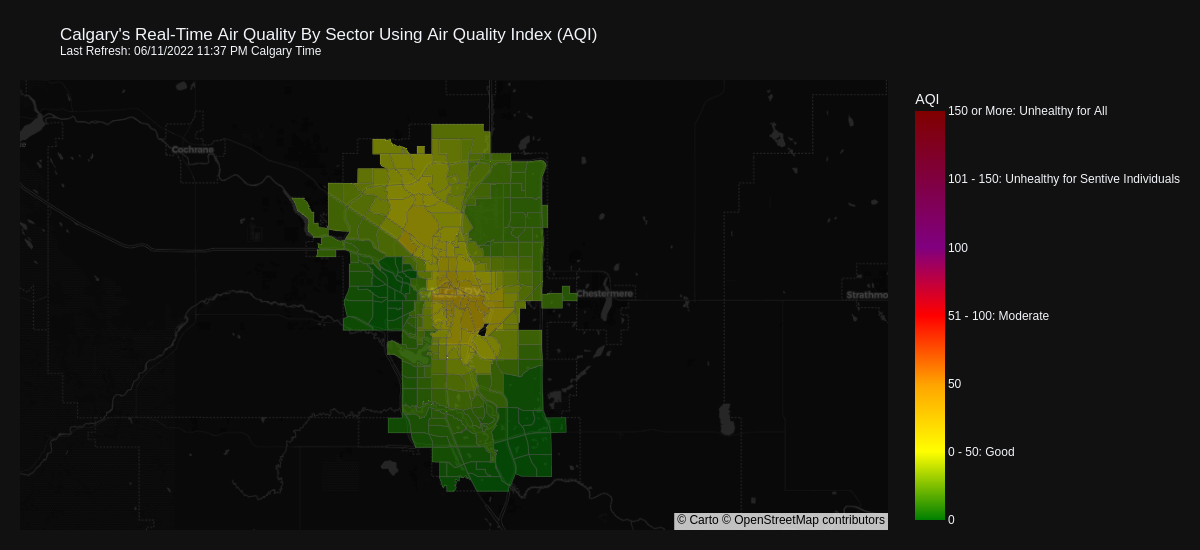 Calgary's Real-Time Air Quality By Sector Using Air Quality Index (AQI)
Last Refresh: 06/11/2022 11:37 PM Calgary Time
AQI
150 or More: Unhealthy for All
101 - 150: Unhealthy for Sentive Individuals
100
51 - 100: Moderate
50
0 - 50: Good
0
Cochrane
Chestermere
Strathmo
© Carto © OpenStreetMap contributors